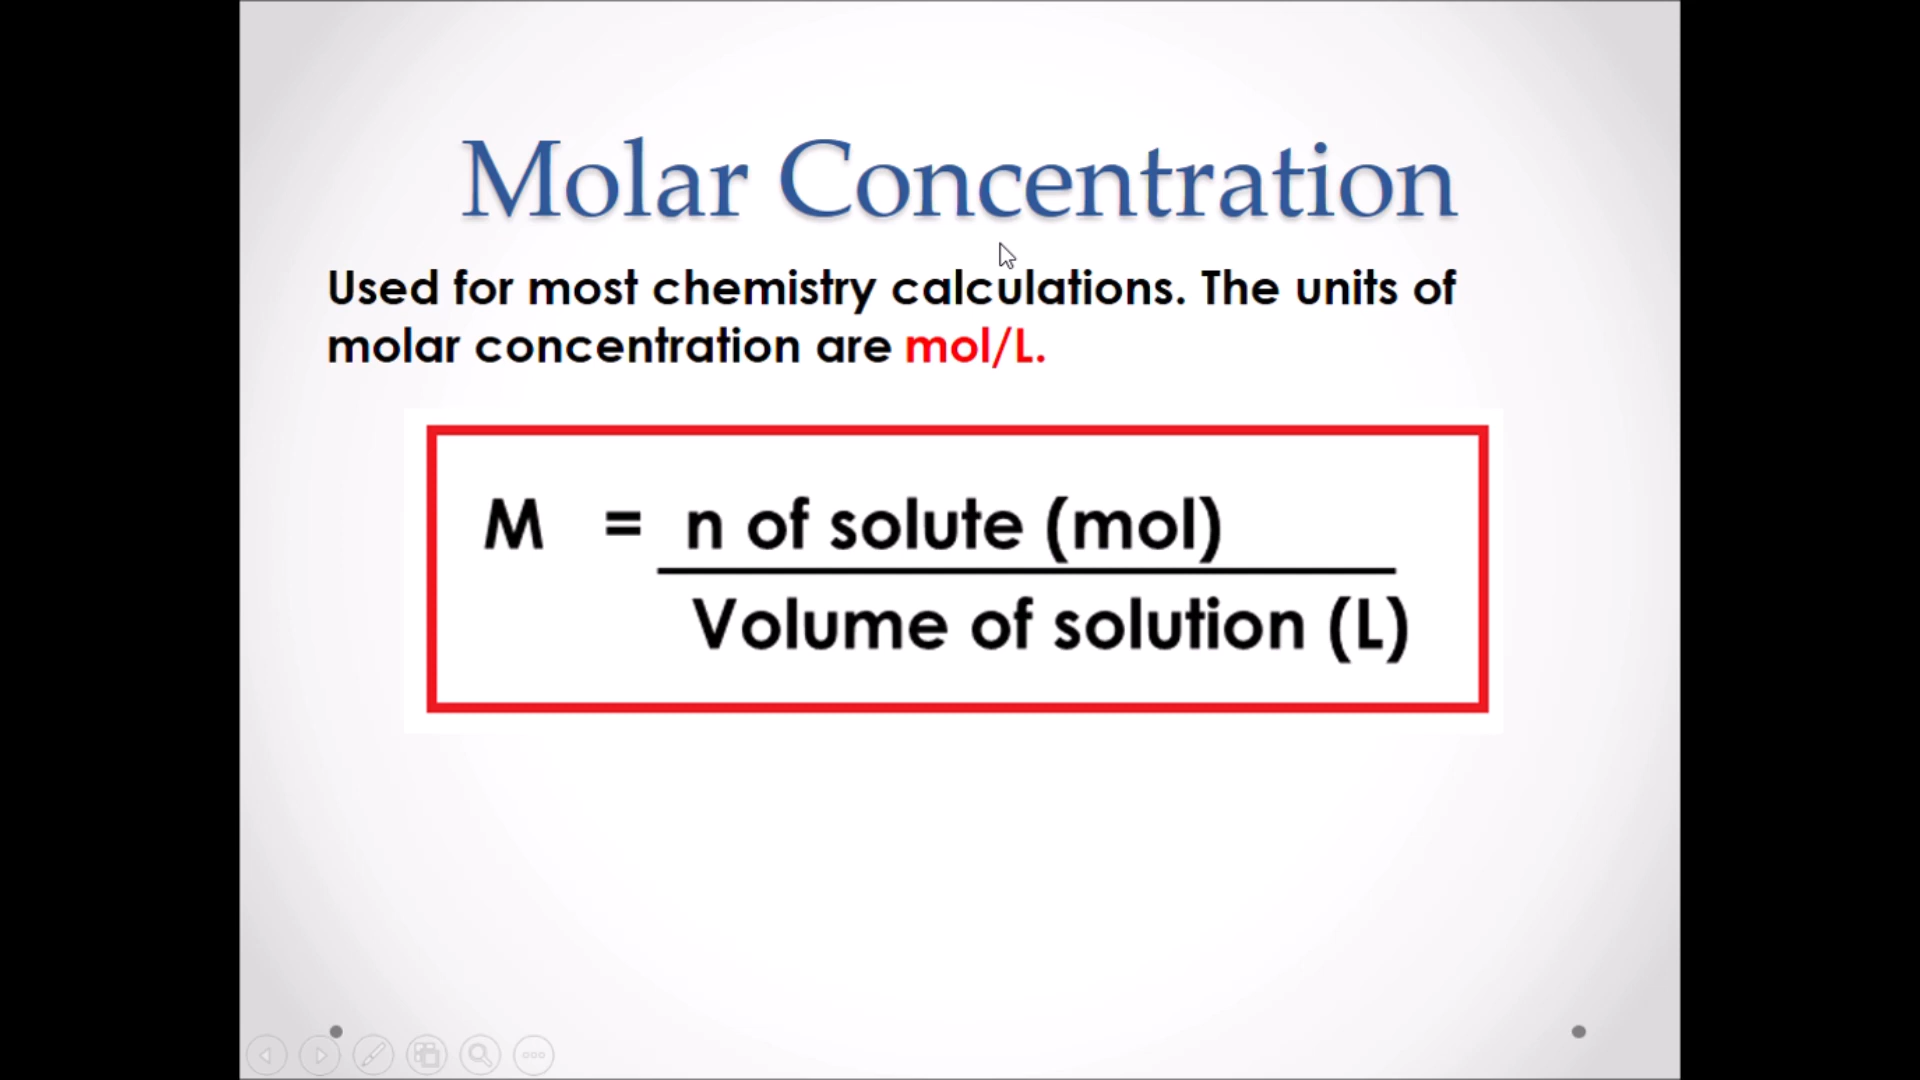 Molar Concentration
Used for most chemistry calculations. The units of
molar concentration are mol/L.
M = n of solute (mol)
Volume of solution (L)